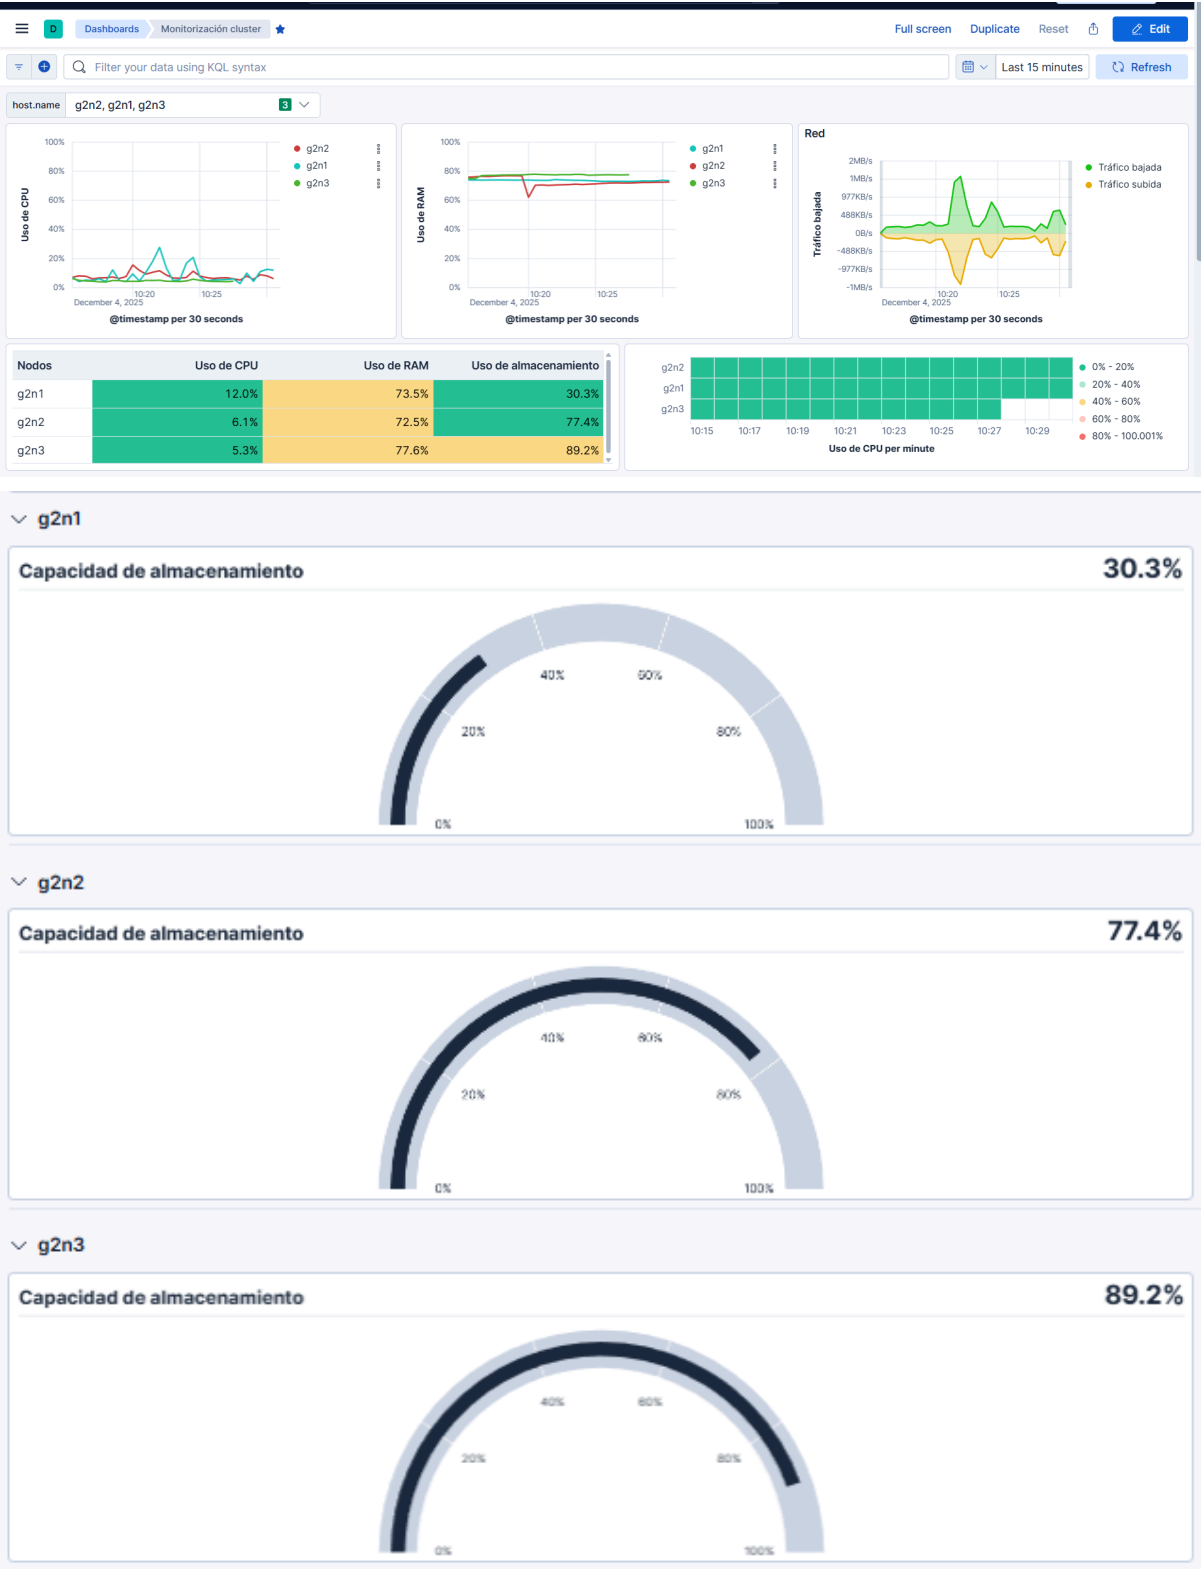 D Dashboards Monitorización cluster Full screen Duplicate Reset Edit
Filter your data using KQL syntax Last 15 minutes Refresh
host.name g2n2, g2n1, g2n3 3
Uso de CPU
100%
80%
60%
40%
20%
0%
10:20 10:25
December 4, 2025
@timestamp per 30 seconds
g2n2
g2n1
g2n3
Uso de RAM
100%
80%
60%
40%
20%
0%
10:20 10:25
December 4, 2025
@timestamp per 30 seconds
g2n1
g2n2
g2n3
Red
Tráfico bajada
2MB/s
1MB/s
977KB/s
488KB/s
0B/s
-488KB/s
-977KB/s
-1MB/s
10:20 10:25
December 4, 2025
@timestamp per 30 seconds
Tráfico bajada
Tráfico subida
Nodos Uso de CPU Uso de RAM Uso de almacenamiento
g2n1 12.0% 73.5% 30.3%
g2n2 6.1% 72.5% 77.4%
g2n3 5.3% 77.6% 89.2%
g2n2
g2n1
g2n3
10:15 10:17 10:19 10:21 10:23 10:25 10:27 10:29
Uso de CPU per minute
0% - 20%
20% - 40%
40% - 60%
60% - 80%
80% - 100.001%
g2n1
Capacidad de almacenamiento 30.3%
40% 60%
20% 80%
0% 100%
g2n2
Capacidad de almacenamiento 77.4%
40% 60%
20% 80%
0% 100%
g2n3
Capacidad de almacenamiento 89.2%
40% 60%
20% 80%
0% 100%